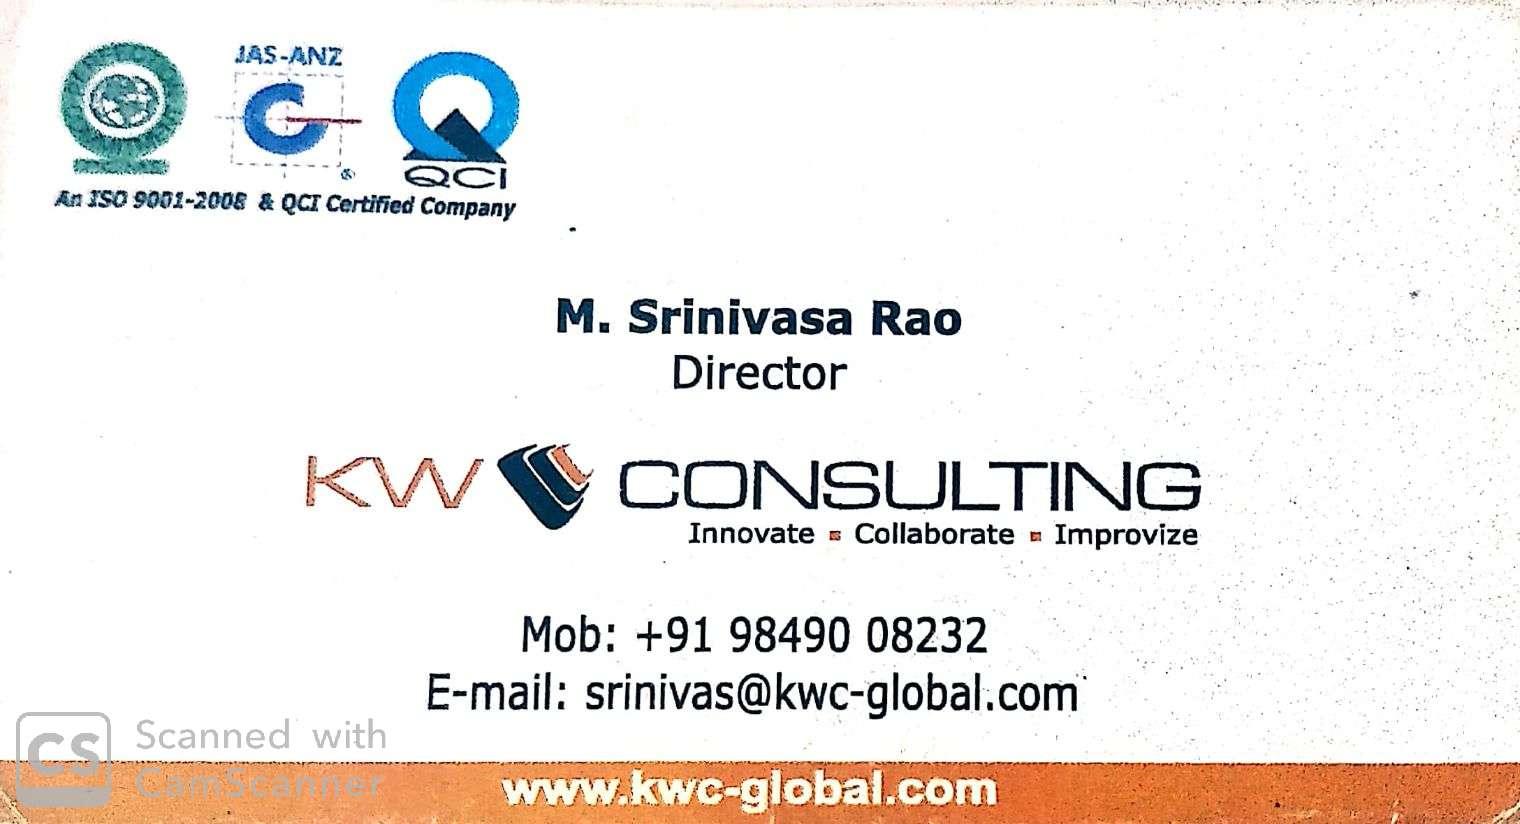 JAS-ANZ
®
QCI
An ISO 9001-2008 & QCI Certified Company
M. Srinivasa Rao
Director
KW CONSULTING
Innovate ▪ Collaborate ▪ Improvize
Mob: +91 98490 08232
E-mail: srinivas@kwc-global.com
CS Scanned with
CamScanner
www.kwc-global.com